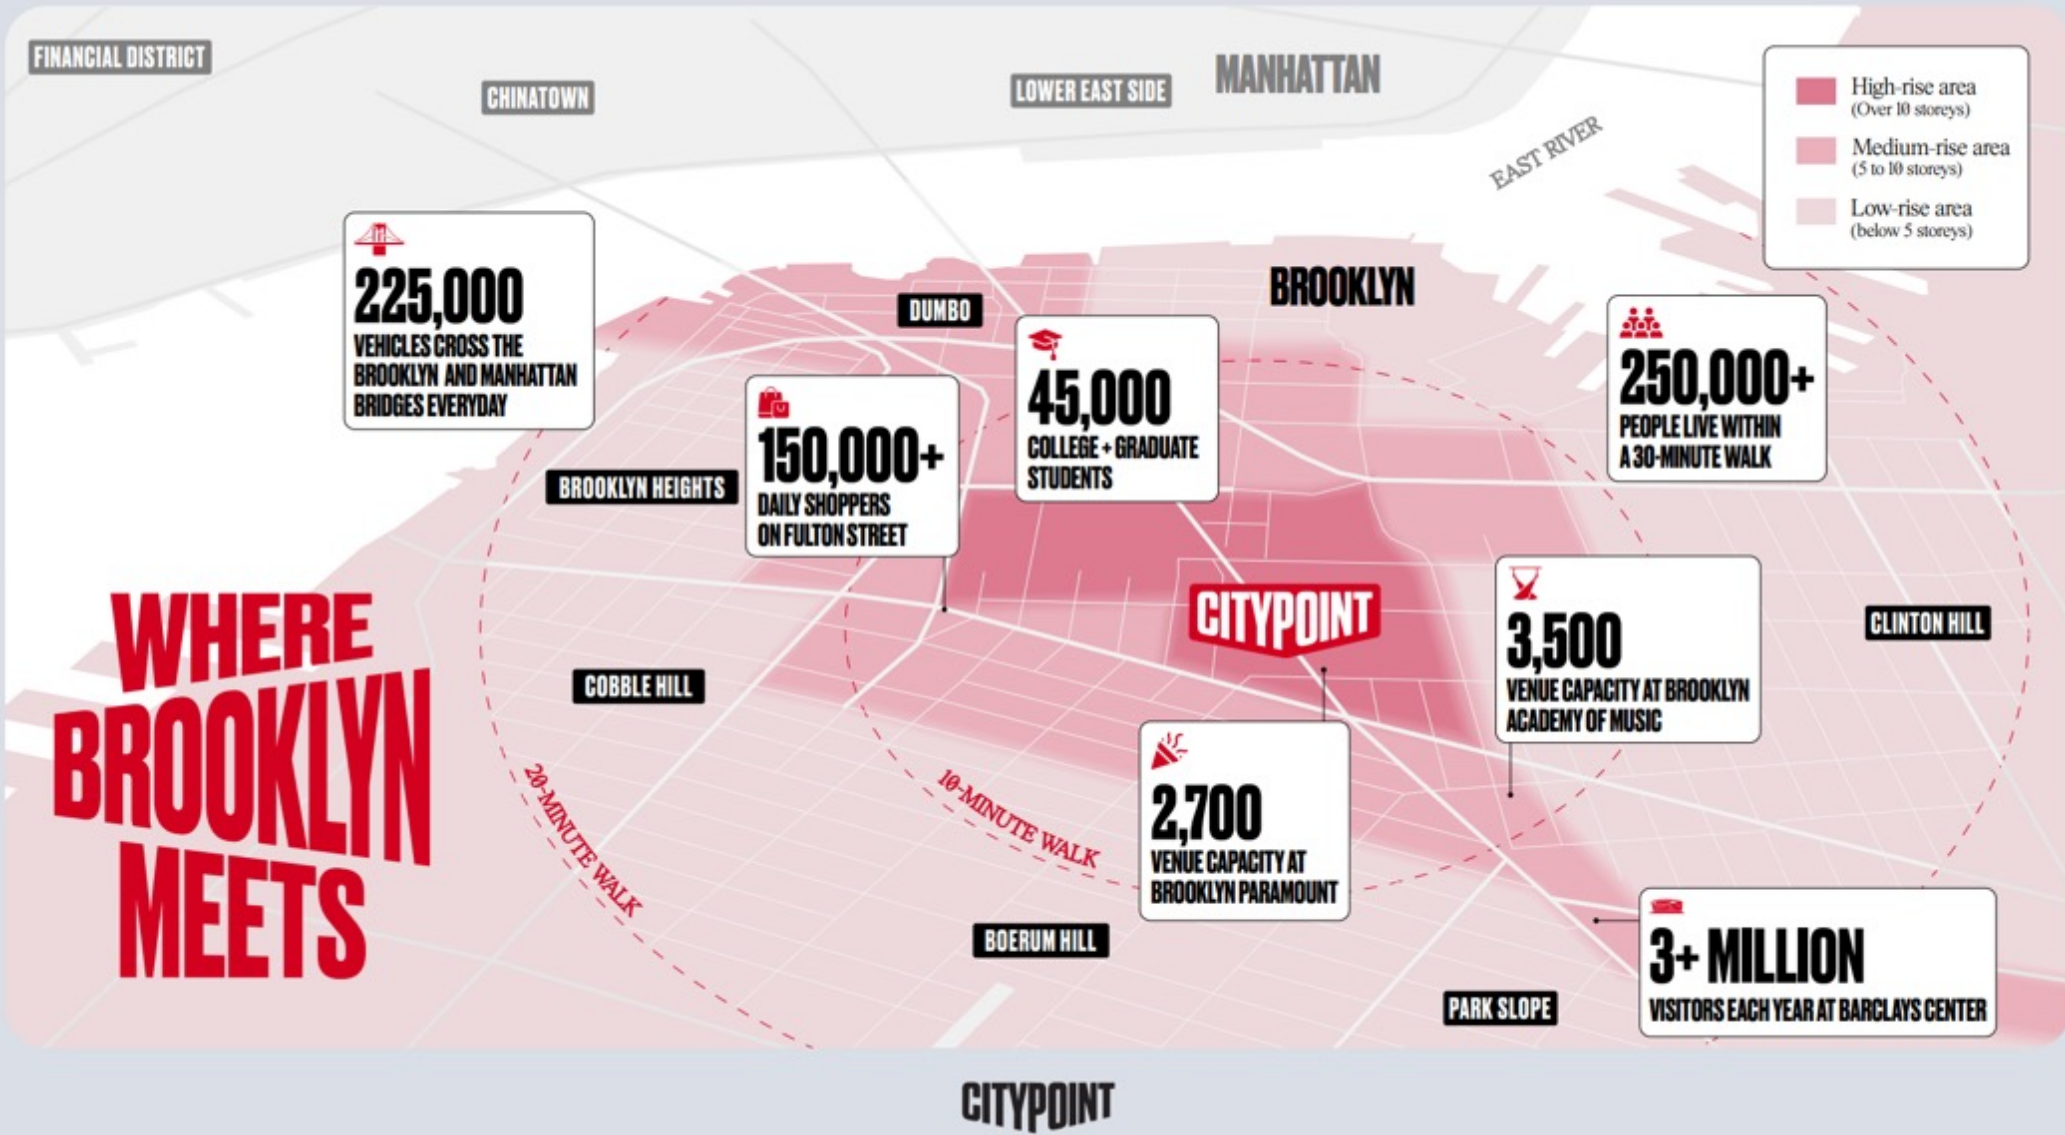 FINANCIAL DISTRICT
CHINATOWN
LOWER EAST SIDE
MANHATTAN
EAST RIVER
High-rise area
(Over 10 storeys)
Medium-rise area
(5 to 10 storeys)
Low-rise area
(below 5 storeys)
225,000
VEHICLES CROSS THE
BROOKLYN AND MANHATTAN
BRIDGES EVERYDAY
DUMBO
BROOKLYN
45,000
COLLEGE + GRADUATE
STUDENTS
250,000+
PEOPLE LIVE WITHIN
A 30-MINUTE WALK
BROOKLYN HEIGHTS
150,000+
DAILY SHOPPERS
ON FULTON STREET
WHERE
BROOKLYN
MEETS
COBBLE HILL
CITYPOINT
3,500
VENUE CAPACITY AT BROOKLYN
ACADEMY OF MUSIC
CLINTON HILL
20-MINUTE WALK
10-MINUTE WALK
2,700
VENUE CAPACITY AT
BROOKLYN PARAMOUNT
BOERUM HILL
PARK SLOPE
3+ MILLION
VISITORS EACH YEAR AT BARCLAYS CENTER
CITYPOINT